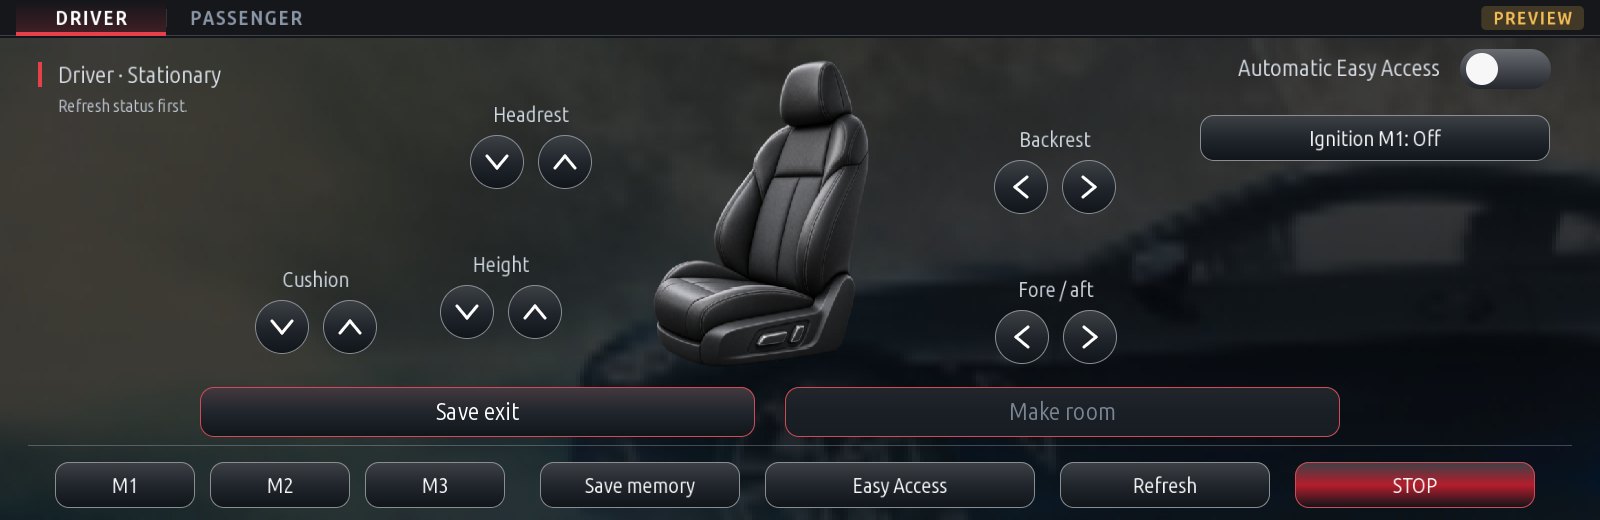 DRIVER
PASSENGER
PREVIEW
Driver · Stationary
Refresh status first.
Automatic Easy Access
Ignition M1: Off
Headrest
Backrest
Cushion
Height
Fore / aft
Save exit
Make room
M1
M2
M3
Save memory
Easy Access
Refresh
STOP